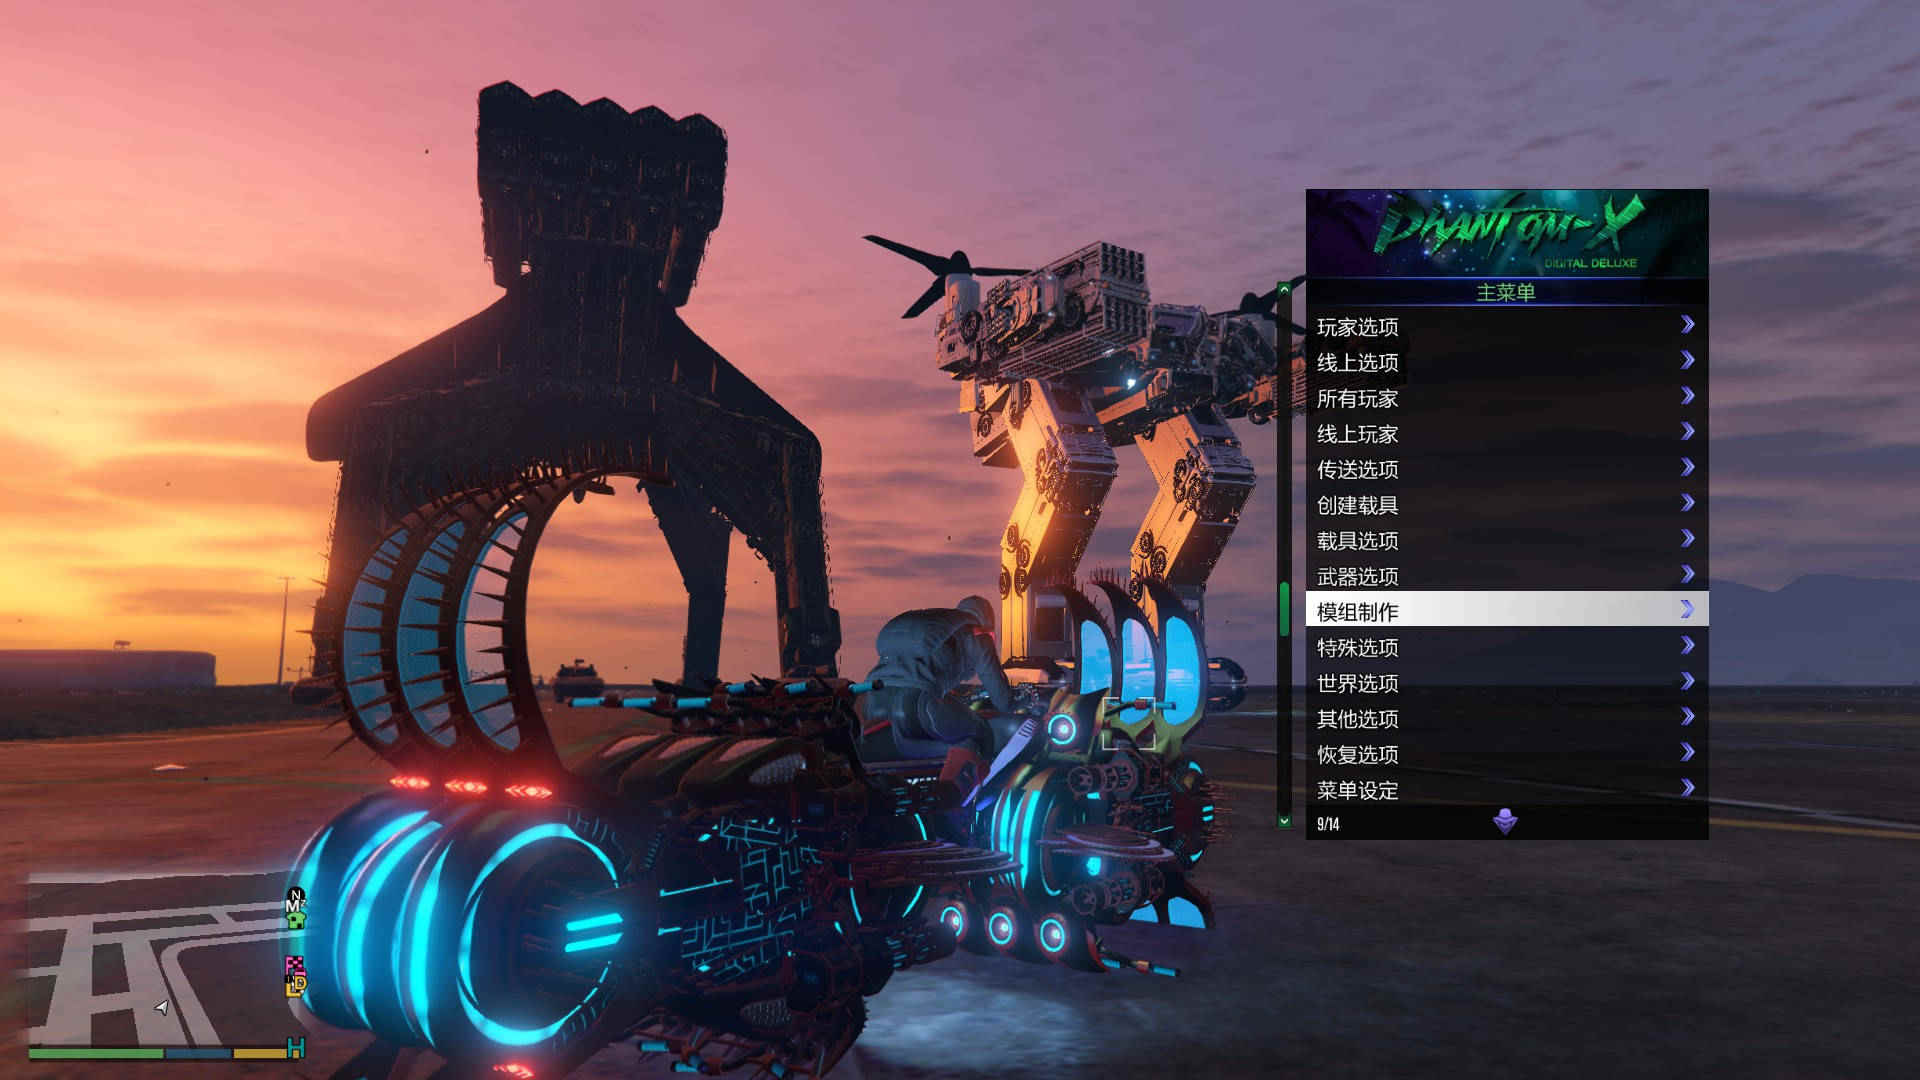 PHANTOM-X
DIGITAL DELUXE
主菜单
玩家选项
线上选项
所有玩家
线上玩家
传送选项
创建载具
载具选项
武器选项
模组制作
特殊选项
世界选项
其他选项
恢复选项
菜单设定
9/14
N
M
D
L
H